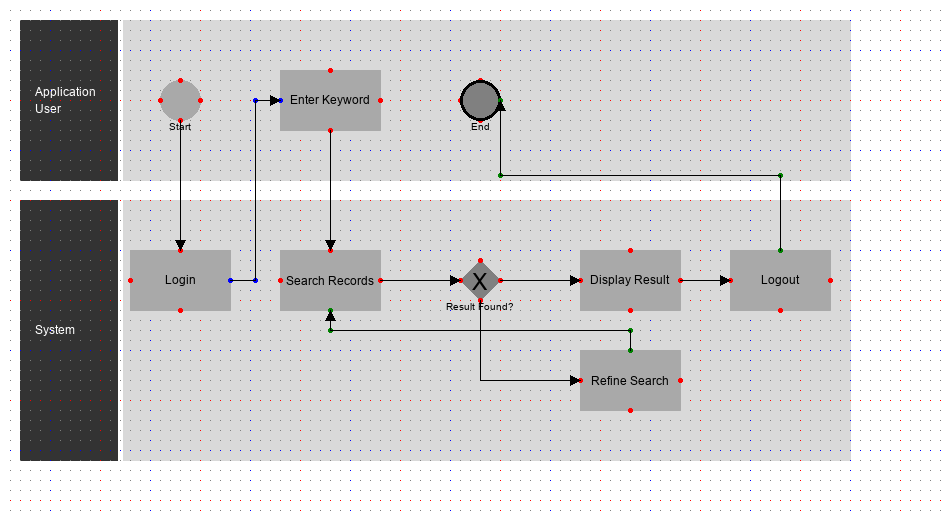 Application
User
Start
Enter Keyword
End
System
Login
Search Records
X
Result Found?
Display Result
Logout
Refine Search